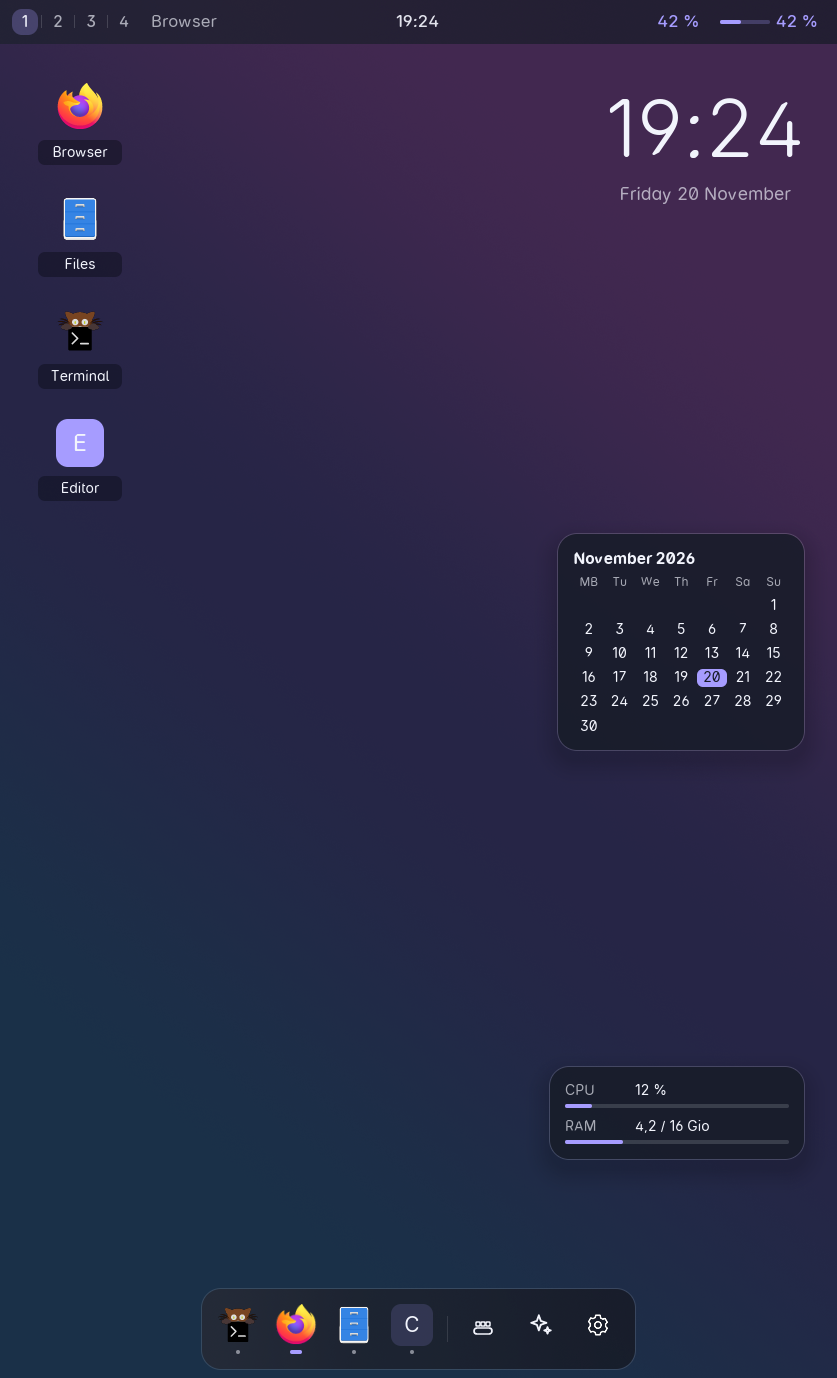 1 2 3 4 Browser 19:24 42 % 42 %
19:24
Friday 20 November
Browser
Files
Terminal
E
Editor
November 2026
MB Tu We Th Fr Sa Su
1
2 3 4 5 6 7 8
9 10 11 12 13 14 15
16 17 18 19 20 21 22
23 24 25 26 27 28 29
30
CPU 12 %
RAM 4,2 / 16 Gio
C